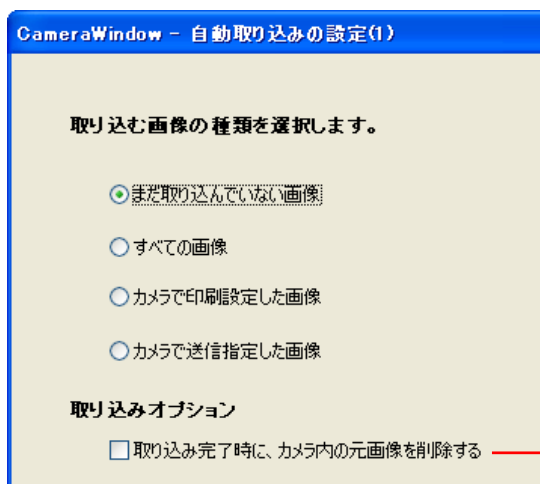 CameraWindow - 自動取り込みの設定(1)
取り込む画像の種類を選択します。
まだ取り込んでいない画像
すべての画像
カメラで印刷設定した画像
カメラで送信指定した画像
取り込みオプション
取り込み完了時に、カメラ内の元画像を削除する